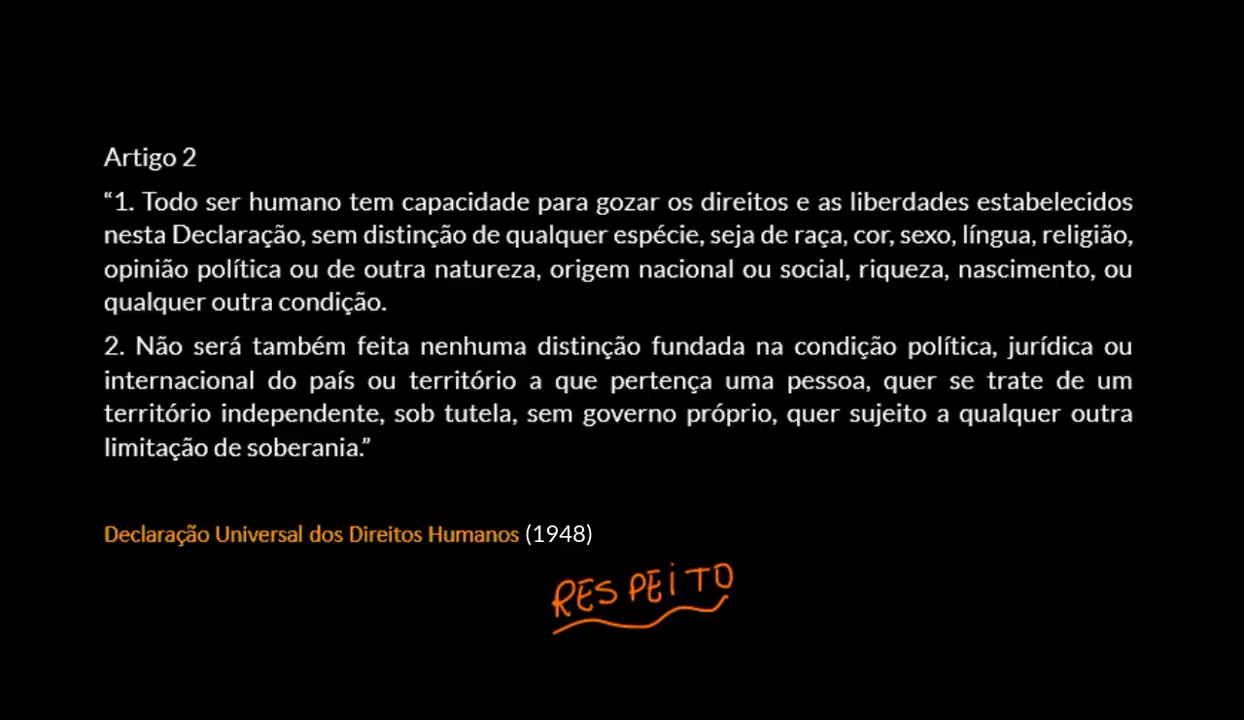 Artigo 2
“1. Todo ser humano tem capacidade para gozar os direitos e as liberdades estabelecidos
nesta Declaração, sem distinção de qualquer espécie, seja de raça, cor, sexo, língua, religião,
opinião política ou de outra natureza, origem nacional ou social, riqueza, nascimento, ou
qualquer outra condição.
2. Não será também feita nenhuma distinção fundada na condição política, jurídica ou
internacional do país ou território a que pertença uma pessoa, quer se trate de um
território independente, sob tutela, sem governo próprio, quer sujeito a qualquer outra
limitação de soberania.”
Declaração Universal dos Direitos Humanos (1948)
RESPEITO